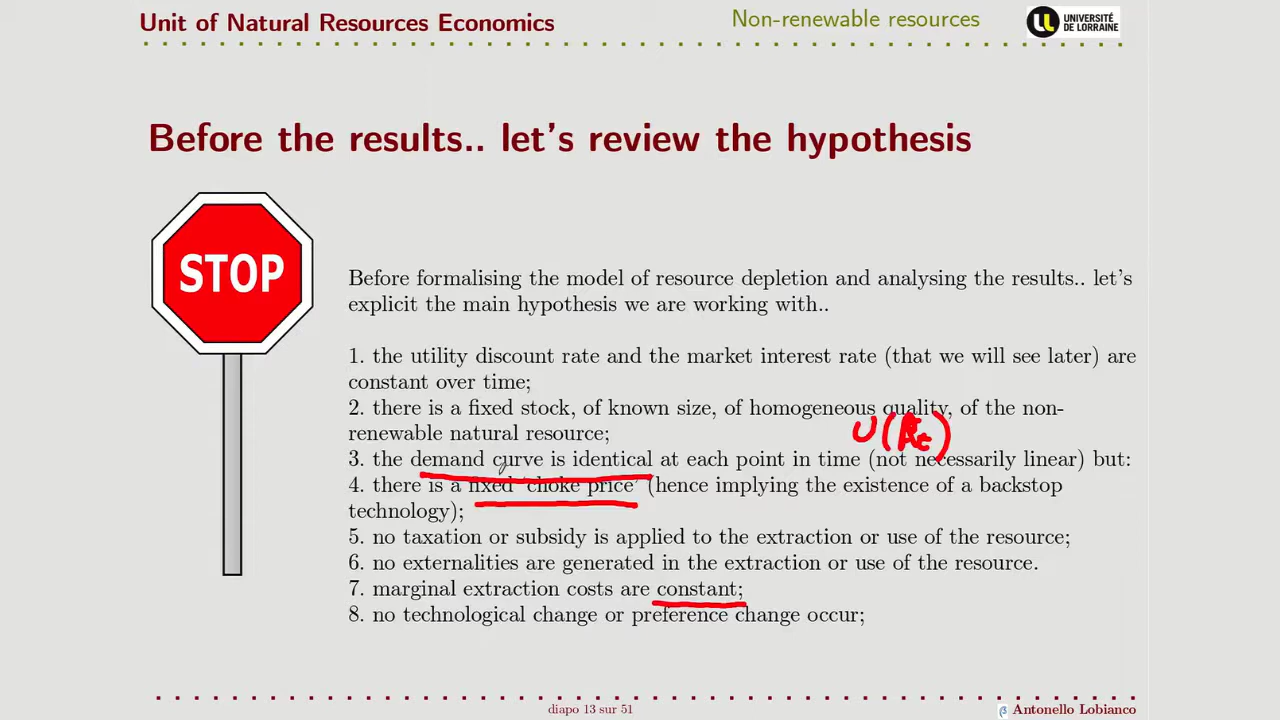 Unit of Natural Resources Economics
Non-renewable resources
UNIVERSITÉ
DE LORRAINE
Before the results.. let's review the hypothesis
STOP
Before formalising the model of resource depletion and analysing the results.. let's
explicit the main hypothesis we are working with..
1. the utility discount rate and the market interest rate (that we will see later) are
constant over time;
2. there is a fixed stock, of known size, of homogeneous quality, of the non-
renewable natural resource;
U(R_t)
3. the demand curve is identical at each point in time (not necessarily linear) but:
4. there is a fixed 'choke price' (hence implying the existence of a backstop
technology);
5. no taxation or subsidy is applied to the extraction or use of the resource;
6. no externalities are generated in the extraction or use of the resource.
7. marginal extraction costs are constant;
8. no technological change or preference change occur;
diapo 13 sur 51
β Antonello Lobianco